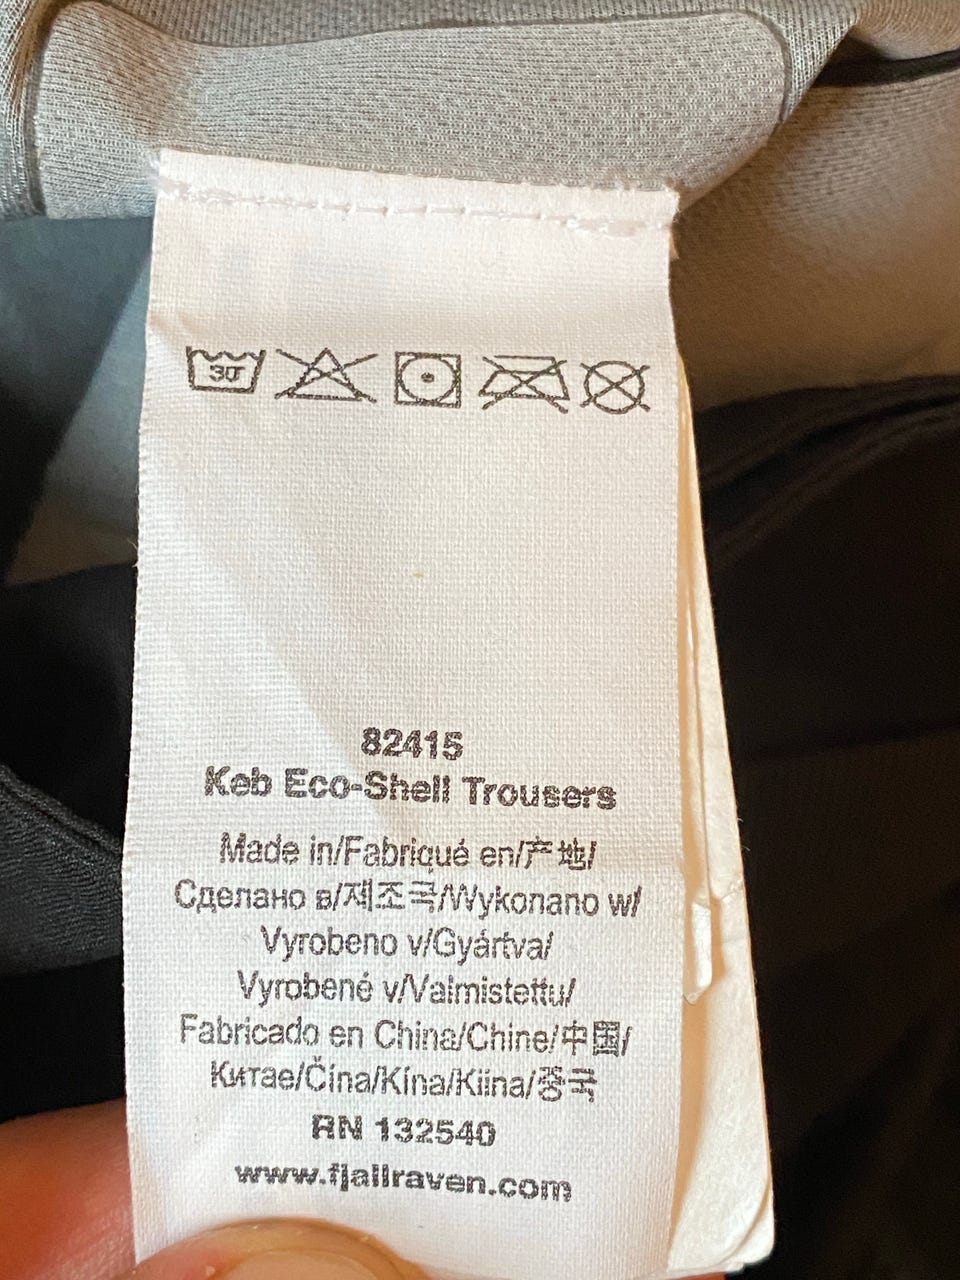 30
82415
Keb Eco-Shell Trousers
Made in/Fabriqué en/产地/
Сделано в/제조국/Wykonano w/
Vyrobeno v/Gyártva/
Vyrobené v/Valmistettu/
Fabricado en China/Chine/中国/
Китае/Čína/Kína/Kiina/중국
RN 132540
www.fjallraven.com